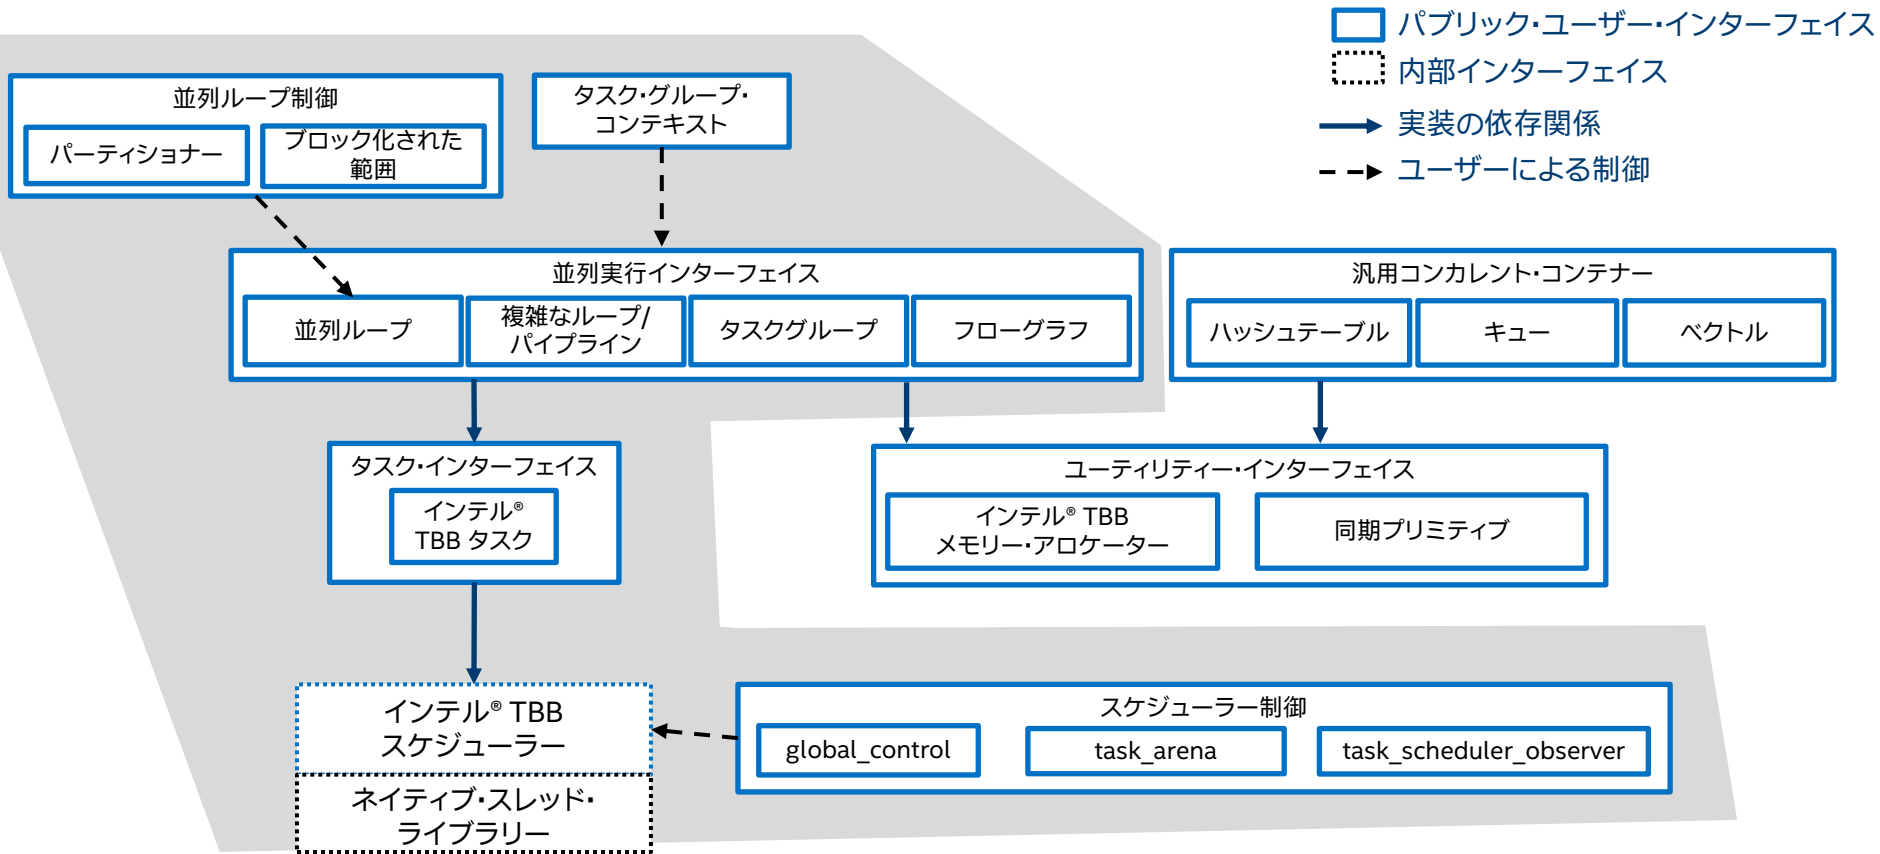 パブリック・ユーザー・インターフェイス
内部インターフェイス
実装の依存関係
ユーザーによる制御
並列ループ制御
パーティショナー
ブロック化された
範囲
タスク・グループ・
コンテキスト
並列実行インターフェイス
並列ループ
複雑なループ/
パイプライン
タスクグループ
フローグラフ
汎用コンカレント・コンテナー
ハッシュテーブル
キュー
ベクトル
タスク・インターフェイス
インテル®
TBB タスク
ユーティリティー・インターフェイス
インテル® TBB
メモリー・アロケーター
同期プリミティブ
インテル® TBB
スケジューラー
ネイティブ・スレッド・
ライブラリー
スケジューラー制御
global_control
task_arena
task_scheduler_observer